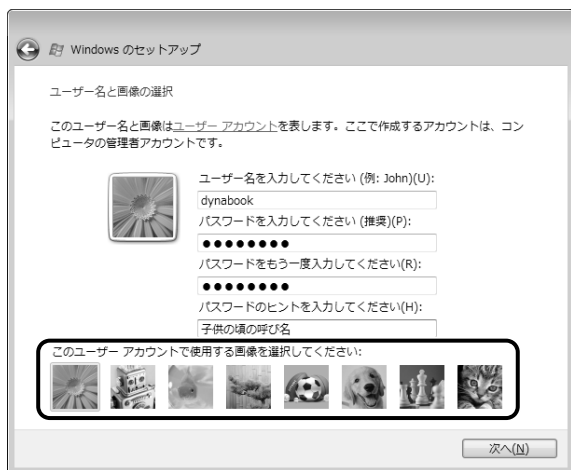 Windows のセットアップ
ユーザー名と画像の選択
このユーザー名と画像はユーザー アカウントを表します。ここで作成するアカウントは、コン
ピュータの管理者アカウントです。
ユーザー名を入力してください (例: John)(U):
dynabook
パスワードを入力してください (推奨)(P):
●●●●●●●●
パスワードをもう一度入力してください(R):
●●●●●●●●
パスワードのヒントを入力してください(H):
子供の頃の呼び名
このユーザー アカウントで使用する画像を選択してください:
次へ(N)